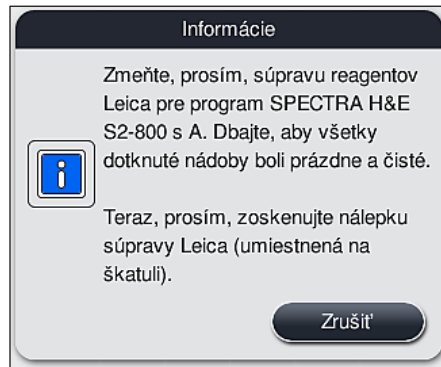 Informácie
Zmeňte, prosím, súpravu reagentov
Leica pre program SPECTRA H&E
S2-800 s A. Dbajte, aby všetky
dotknuté nádoby boli prázdne a čisté.
Teraz, prosím, zoskenujte nálepku
súpravy Leica (umiestnená na
škatuli).
Zrušiť